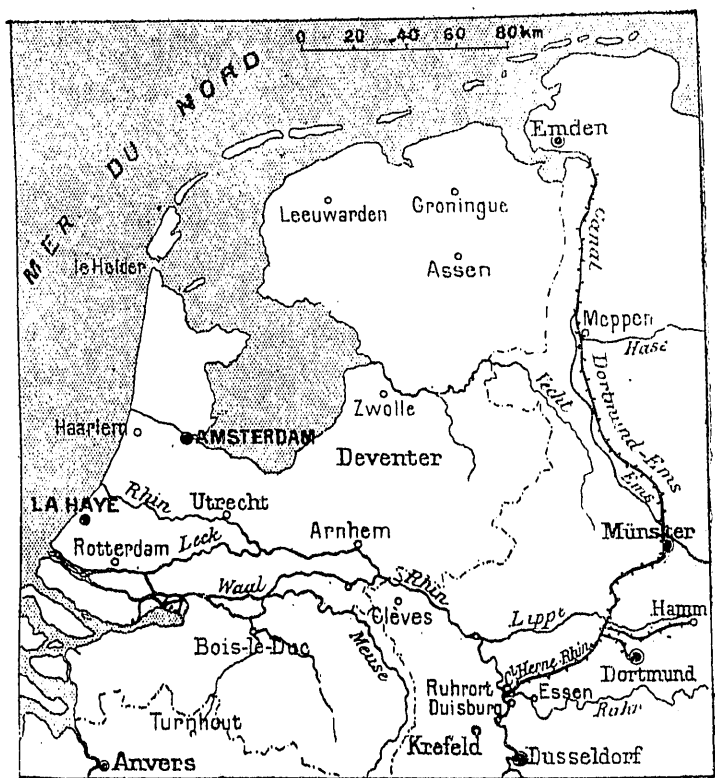 0 20 40 60 80 km
MER DU NORD
Emden
Leeuwarden
Groningue
Canal
le Holder
Assen
Meppen
Hase
Dortmund-Ems
Vecht
Zwolle
Haarlem
AMSTERDAM
Deventer
Ems
LA HAYE
Rhin
Utrecht
Münster
Rotterdam
Leck
Arnhem
Waal
Rhin
Clèves
Lippe
Hamm
Bois-le-Duc
Meuse
Cl Herne-Rhin
Dortmund
Ruhrort
Essen
Duisburg
Ruhr
Turnhout
Krefeld
Anvers
Dusseldorf